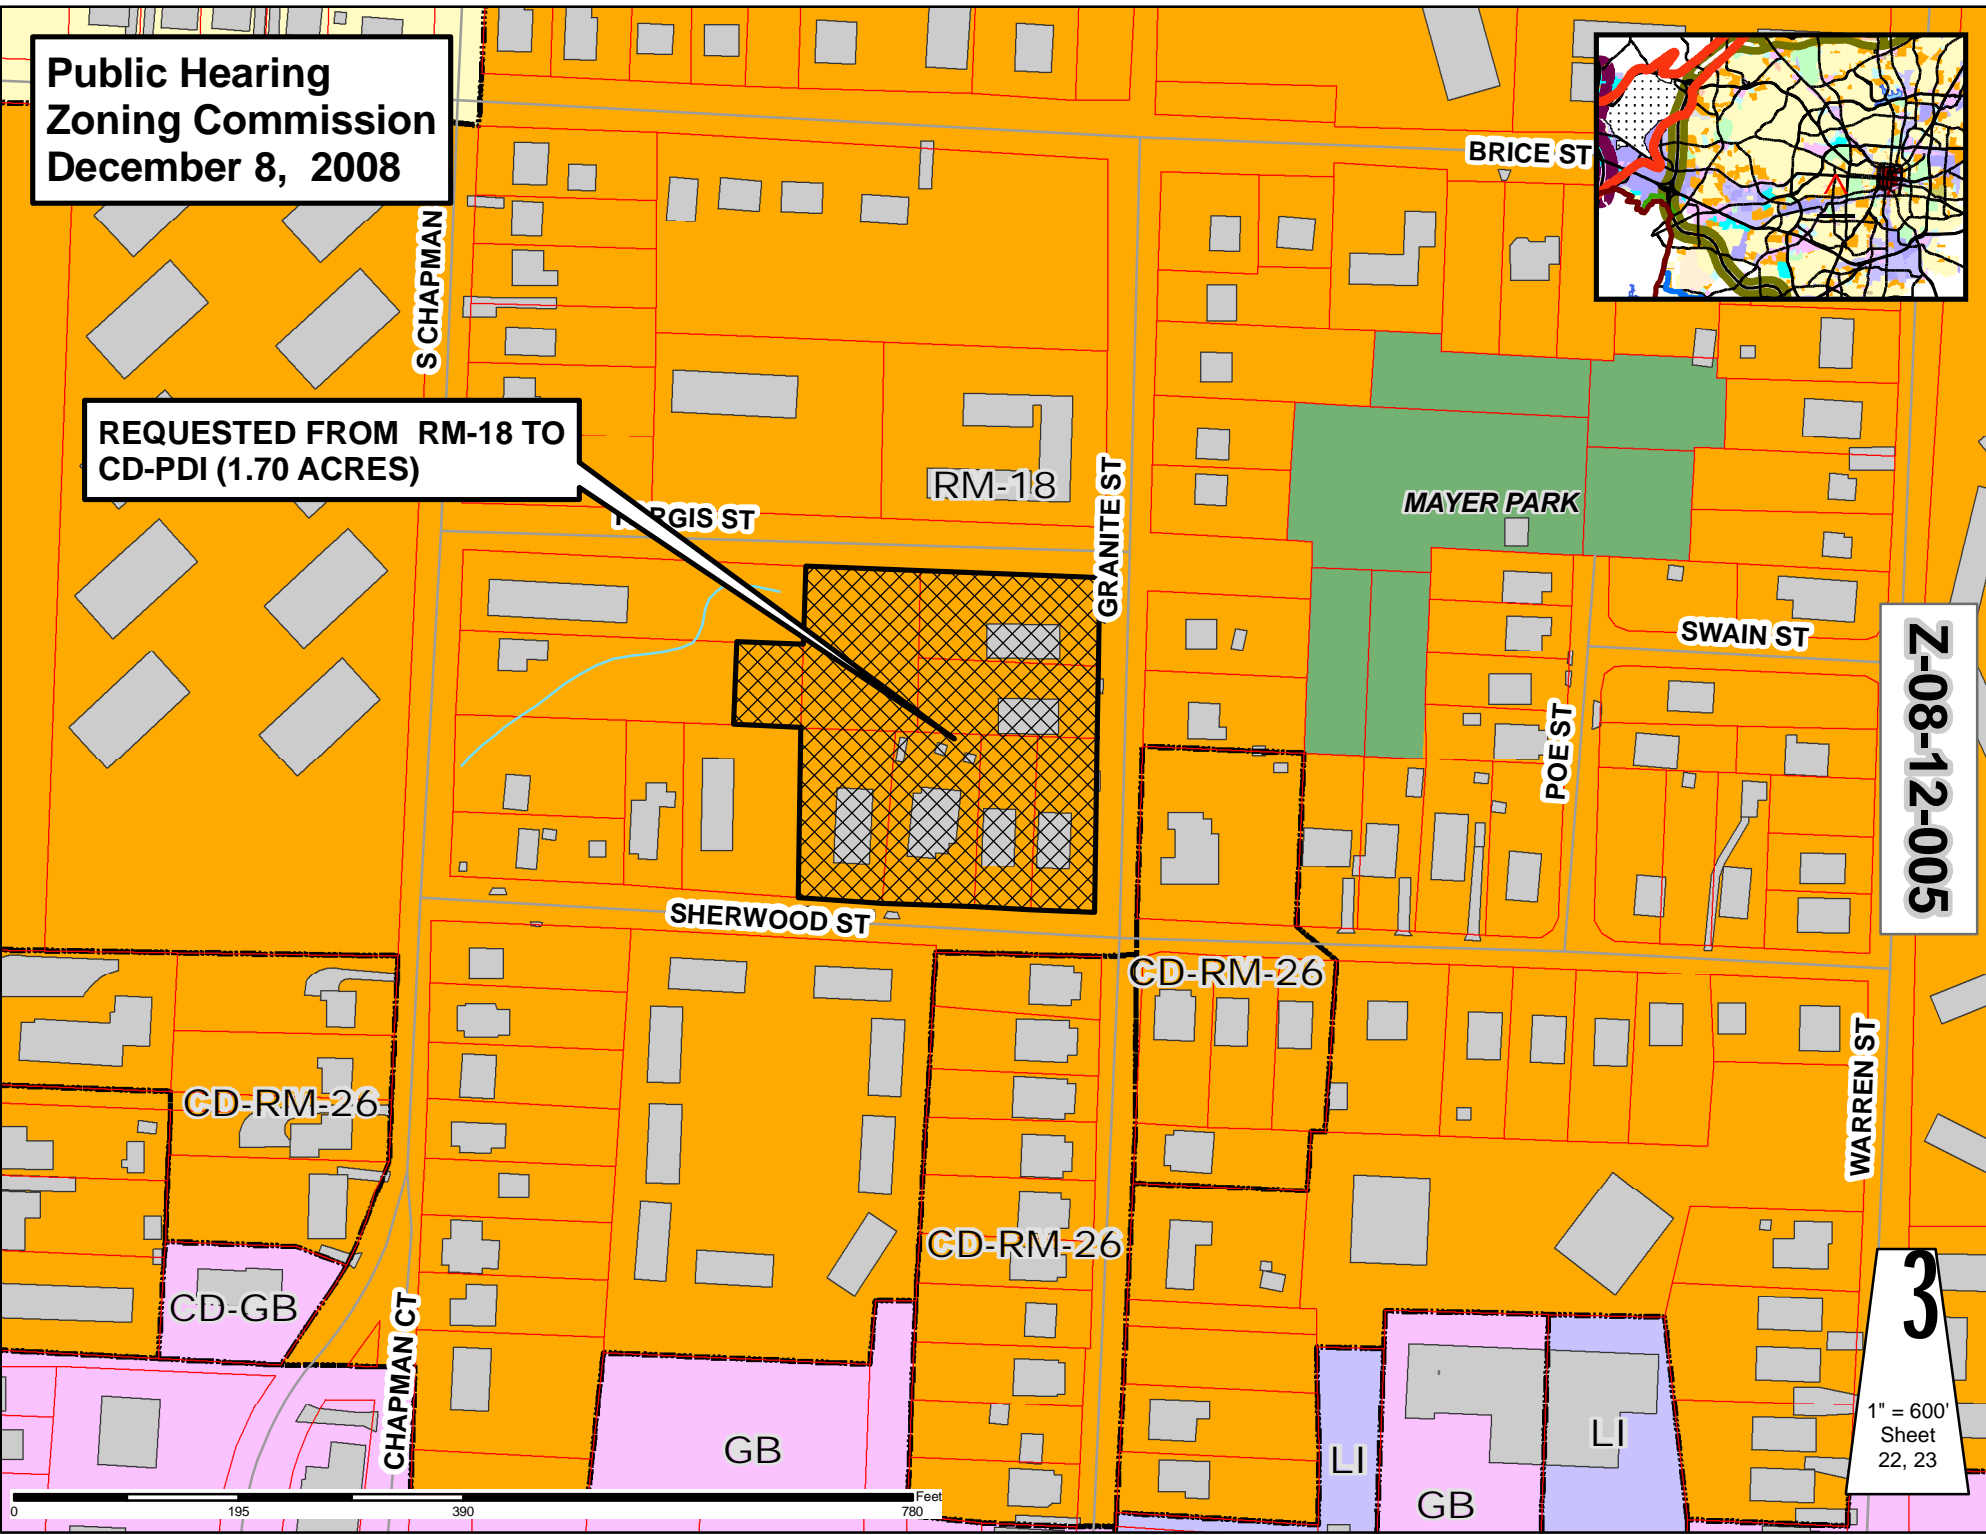 Public Hearing
Zoning Commission
December 8,  2008
BRICE ST
S CHAPMAN
REQUESTED FROM  RM-18 TO
CD-PDI (1.70 ACRES)
RM-18
GRANITE ST
MAYER PARK
ST
SWAIN ST
Z-08-12-005
POE ST
SHERWOOD ST
CD-RM-26
CD-RM-26
WARREN ST
CD-RM-26
CD-GB
CHAPMAN CT
GB
LI
GB
LI
3
1" = 600'
Sheet
22, 23
0 195 390 780 Feet